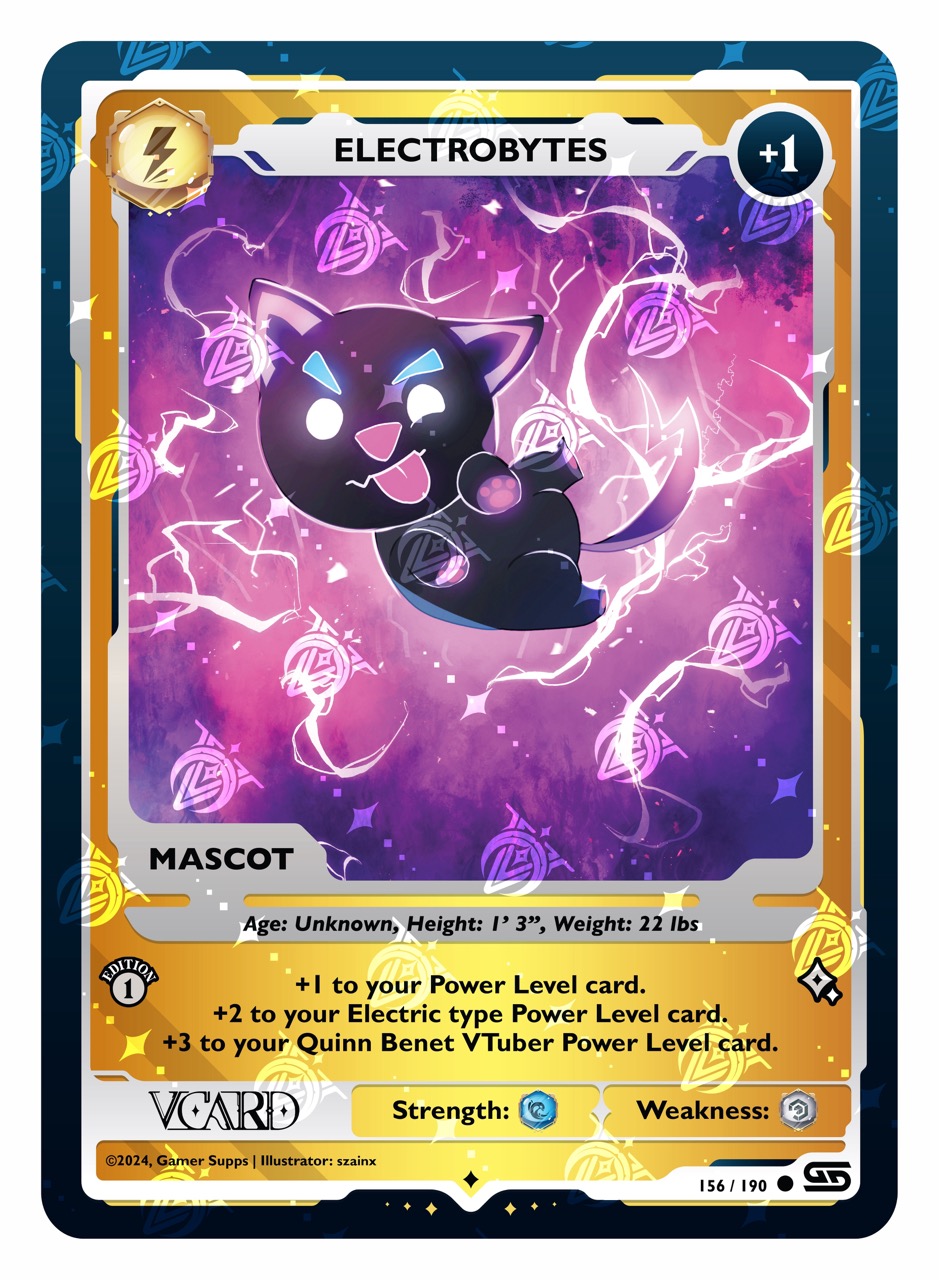 ELECTROBYTES
+1
MASCOT
Age: Unknown, Height: 1’ 3”, Weight: 22 lbs
EDITION
1
+1 to your Power Level card.
+2 to your Electric type Power Level card.
+3 to your Quinn Benet VTuber Power Level card.
VCARD
Strength:
Weakness:
©2024, Gamer Supps | Illustrator: szainx
156 / 190
GS